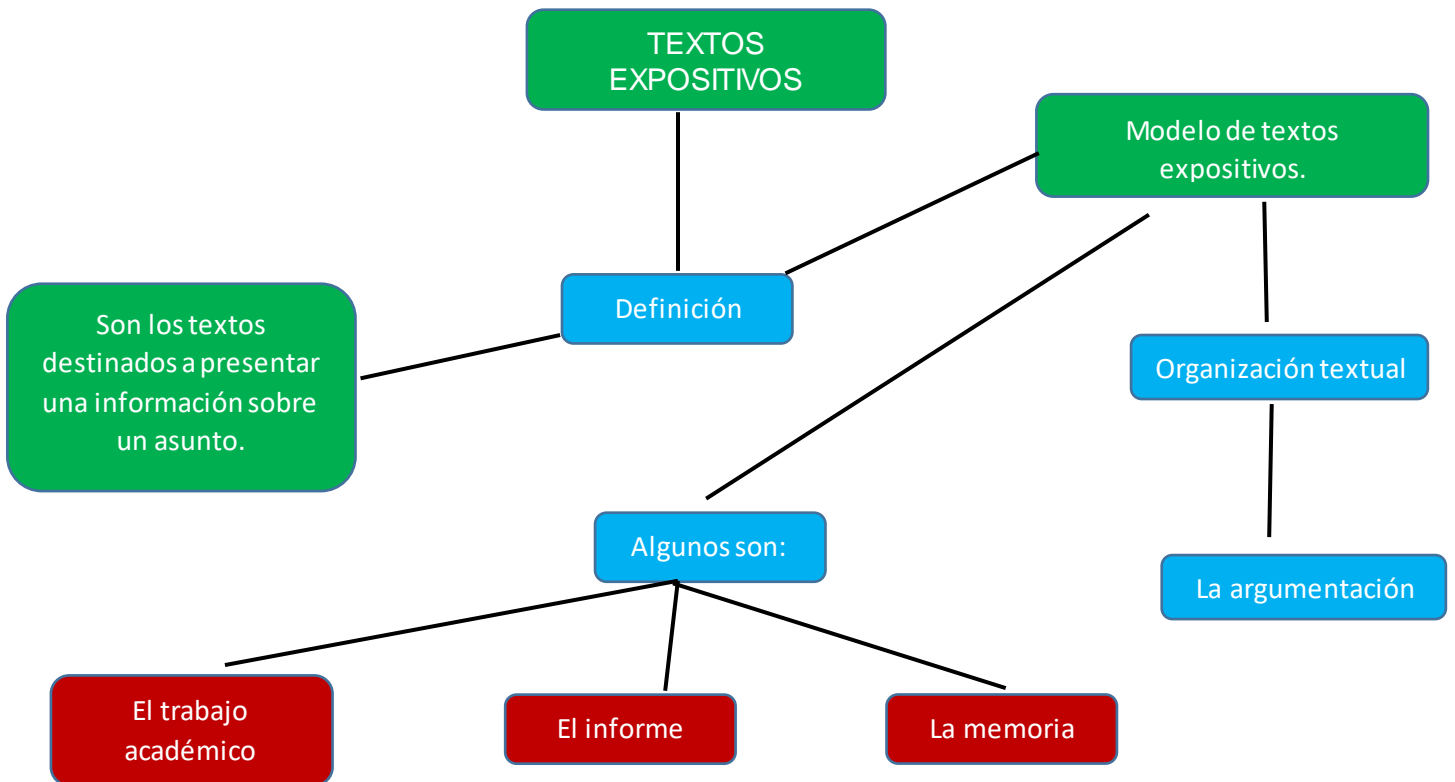 TEXTOS
EXPOSITIVOS
Modelo de textos
expositivos.
Definición
Son los textos
destinados a presentar
una información sobre
un asunto.
Organización textual
Algunos son:
La argumentación
El trabajo
académico
El informe
La memoria